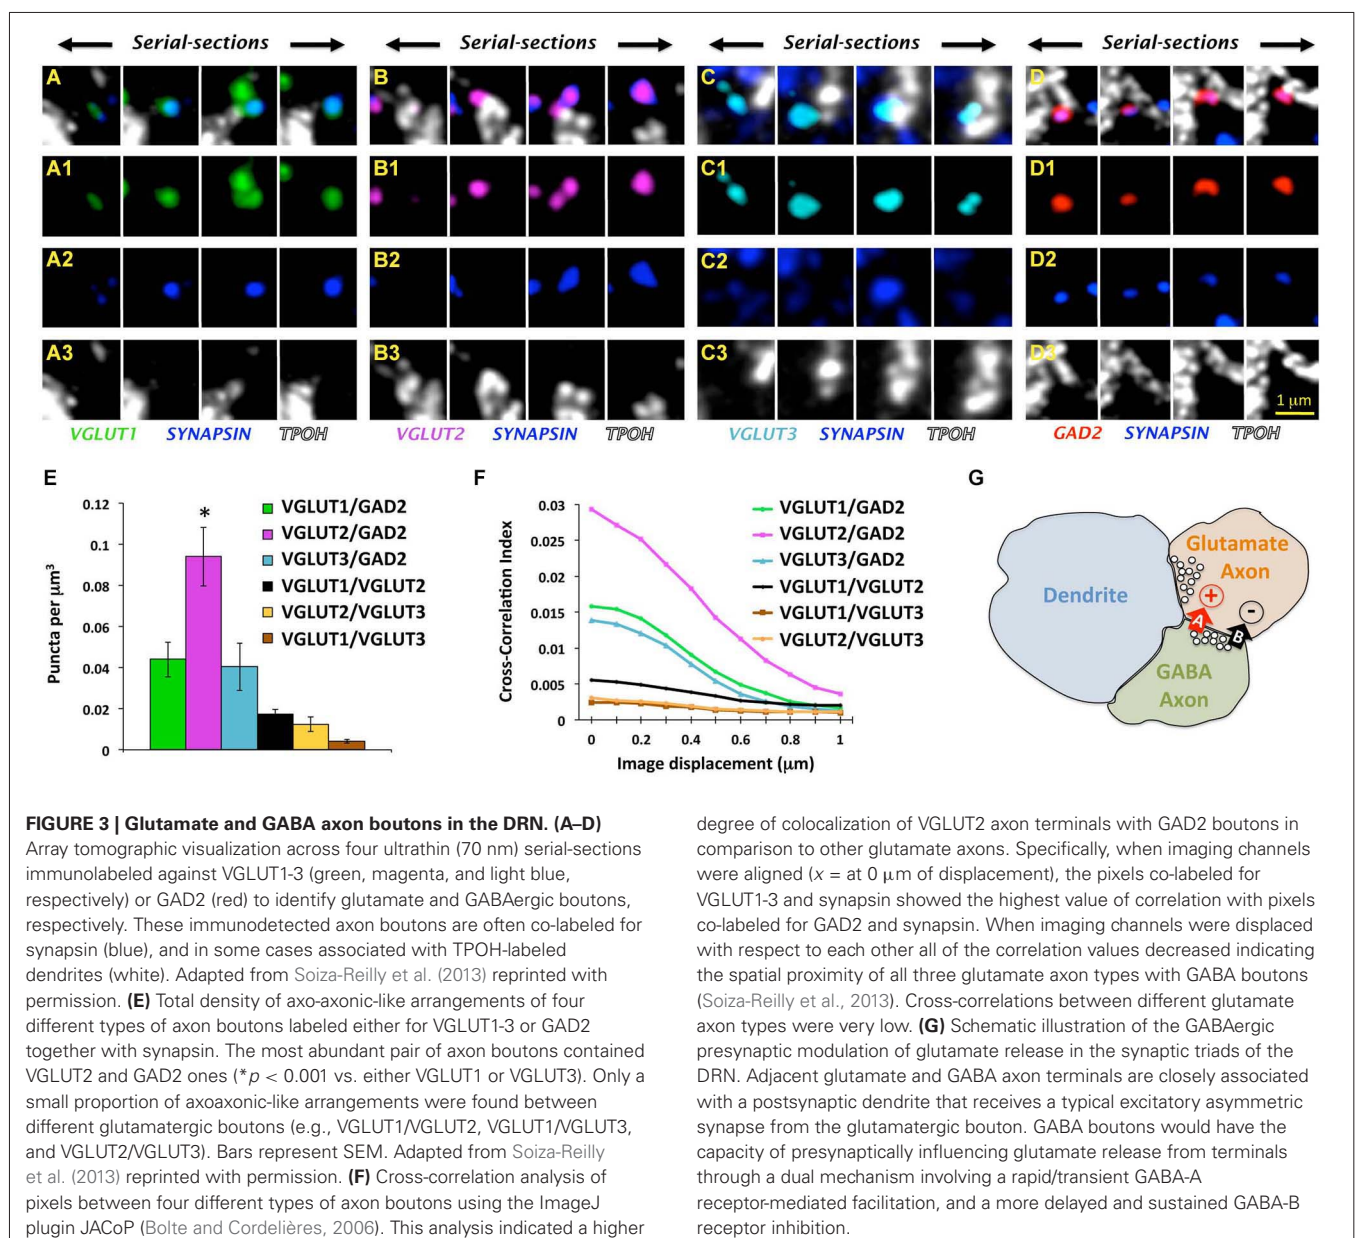 Serial-sections
Serial-sections
Serial-sections
Serial-sections
A
B
C
D
A1
B1
C1
D1
A2
B2
C2
D2
A3
B3
C3
D3
1 μm
VGLUT1 SYNAPSIN TPOH
VGLUT2 SYNAPSIN TPOH
VGLUT3 SYNAPSIN TPOH
GAD2 SYNAPSIN TPOH
E
Puncta per μm³
0.12
0.1
0.08
0.06
0.04
0.02
0
*
VGLUT1/GAD2
VGLUT2/GAD2
VGLUT3/GAD2
VGLUT1/VGLUT2
VGLUT2/VGLUT3
VGLUT1/VGLUT3
F
Cross-Correlation Index
0.03
0.025
0.02
0.015
0.01
0.005
0
0 0.2 0.4 0.6 0.8 1
Image displacement (μm)
VGLUT1/GAD2
VGLUT2/GAD2
VGLUT3/GAD2
VGLUT1/VGLUT2
VGLUT1/VGLUT3
VGLUT2/VGLUT3
G
Dendrite
Glutamate
Axon
+
-
A
B
GABA
Axon
FIGURE 3 | Glutamate and GABA axon boutons in the DRN. (A–D)
Array tomographic visualization across four ultrathin (70 nm) serial-sections
immunolabeled against VGLUT1-3 (green, magenta, and light blue,
respectively) or GAD2 (red) to identify glutamate and GABAergic boutons,
respectively. These immunodetected axon boutons are often co-labeled for
synapsin (blue), and in some cases associated with TPOH-labeled
dendrites (white). Adapted from Soiza-Reilly et al. (2013) reprinted with
permission. (E) Total density of axo-axonic-like arrangements of four
different types of axon boutons labeled either for VGLUT1-3 or GAD2
together with synapsin. The most abundant pair of axon boutons contained
VGLUT2 and GAD2 ones (*p < 0.001 vs. either VGLUT1 or VGLUT3). Only a
small proportion of axoaxonic-like arrangements were found between
different glutamatergic boutons (e.g., VGLUT1/VGLUT2, VGLUT1/VGLUT3,
and VGLUT2/VGLUT3). Bars represent SEM. Adapted from Soiza-Reilly
et al. (2013) reprinted with permission. (F) Cross-correlation analysis of
pixels between four different types of axon boutons using the ImageJ
plugin JACoP (Bolte and Cordelières, 2006). This analysis indicated a higher
degree of colocalization of VGLUT2 axon terminals with GAD2 boutons in
comparison to other glutamate axons. Specifically, when imaging channels
were aligned (x = at 0 μm of displacement), the pixels co-labeled for
VGLUT1-3 and synapsin showed the highest value of correlation with pixels
co-labeled for GAD2 and synapsin. When imaging channels were displaced
with respect to each other all of the correlation values decreased indicating
the spatial proximity of all three glutamate axon types with GABA boutons
(Soiza-Reilly et al., 2013). Cross-correlations between different glutamate
axon types were very low. (G) Schematic illustration of the GABAergic
presynaptic modulation of glutamate release in the synaptic triads of the
DRN. Adjacent glutamate and GABA axon terminals are closely associated
with a postsynaptic dendrite that receives a typical excitatory asymmetric
synapse from the glutamatergic bouton. GABA boutons would have the
capacity of presynaptically influencing glutamate release from terminals
through a dual mechanism involving a rapid/transient GABA-A
receptor-mediated facilitation, and a more delayed and sustained GABA-B
receptor inhibition.